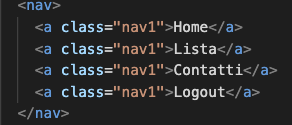 <nav>
<a class="nav1">Home</a>
<a class="nav1">Lista</a>
<a class="nav1">Contatti</a>
<a class="nav1">Logout</a>
</nav>